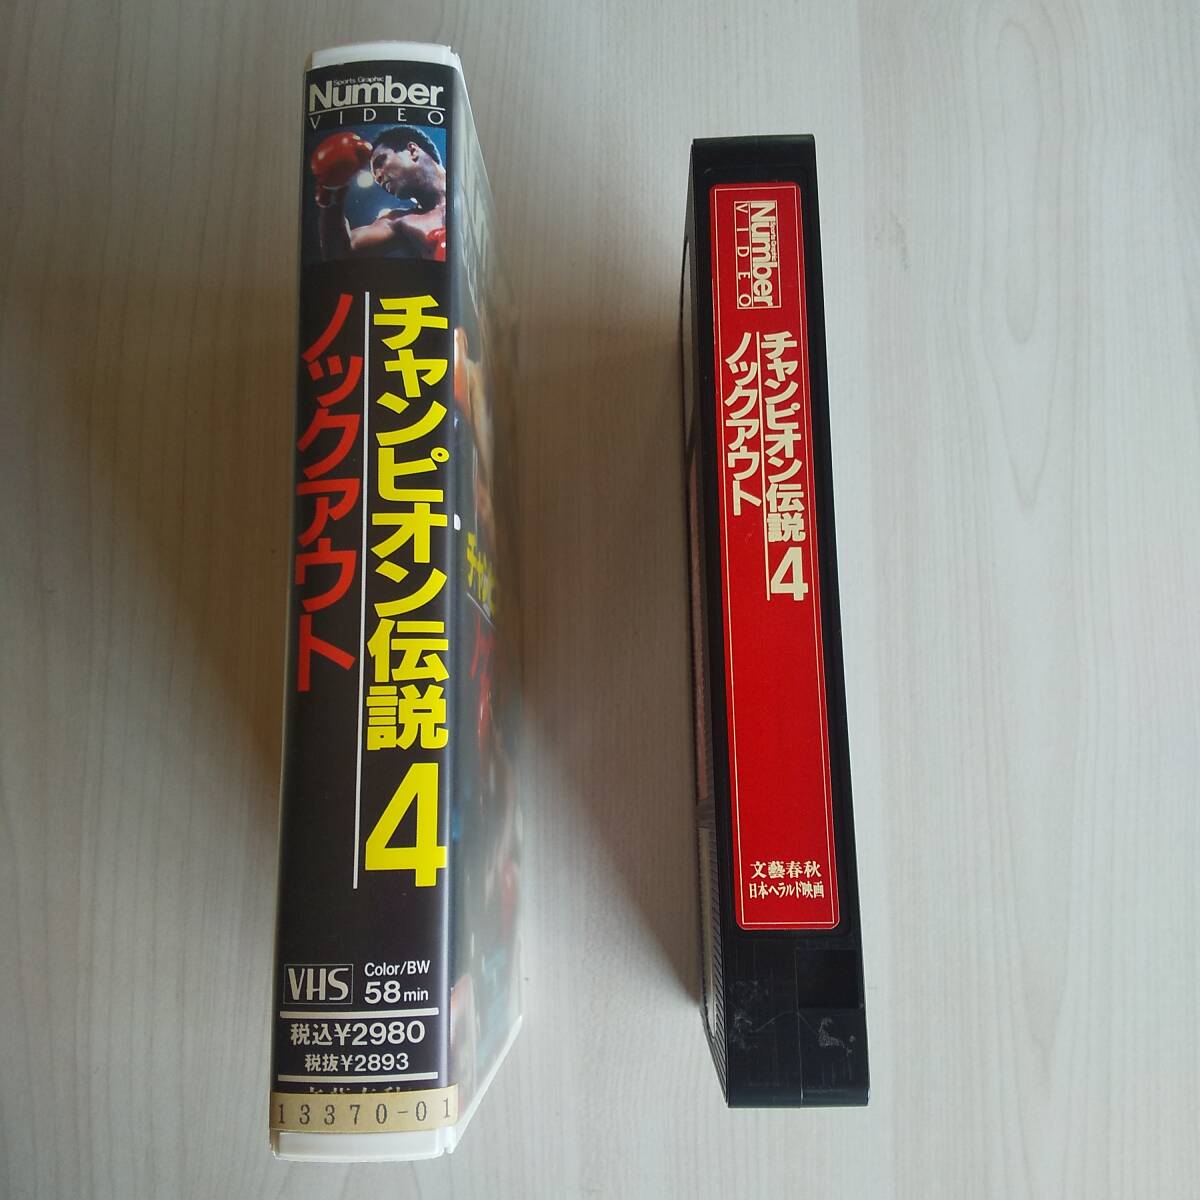 Sports Graphic
Number
VIDEO
チャンピオン伝説4
ノックアウト
VHS
Color/BW
58min
税込¥2980
税抜¥2893
13370-01
Sports Graphic
Number
VIDEO
チャンピオン伝説4
ノックアウト
文藝春秋
日本ヘラルド映画